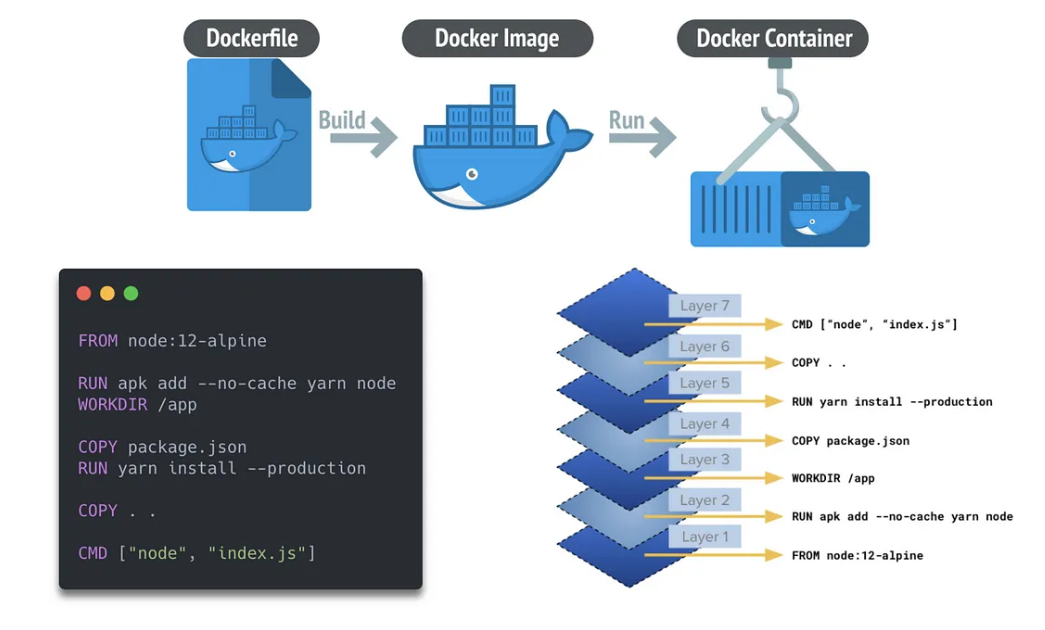 Dockerfile
Docker Image
Docker Container
Build
Run
FROM node:12-alpine
RUN apk add --no-cache yarn node
WORKDIR /app
COPY package.json
RUN yarn install --production
COPY . .
CMD ["node", "index.js"]
Layer 7
CMD ["node", "index.js"]
Layer 6
COPY . .
Layer 5
RUN yarn install --production
Layer 4
COPY package.json
Layer 3
WORKDIR /app
Layer 2
RUN apk add --no-cache yarn node
Layer 1
FROM node:12-alpine